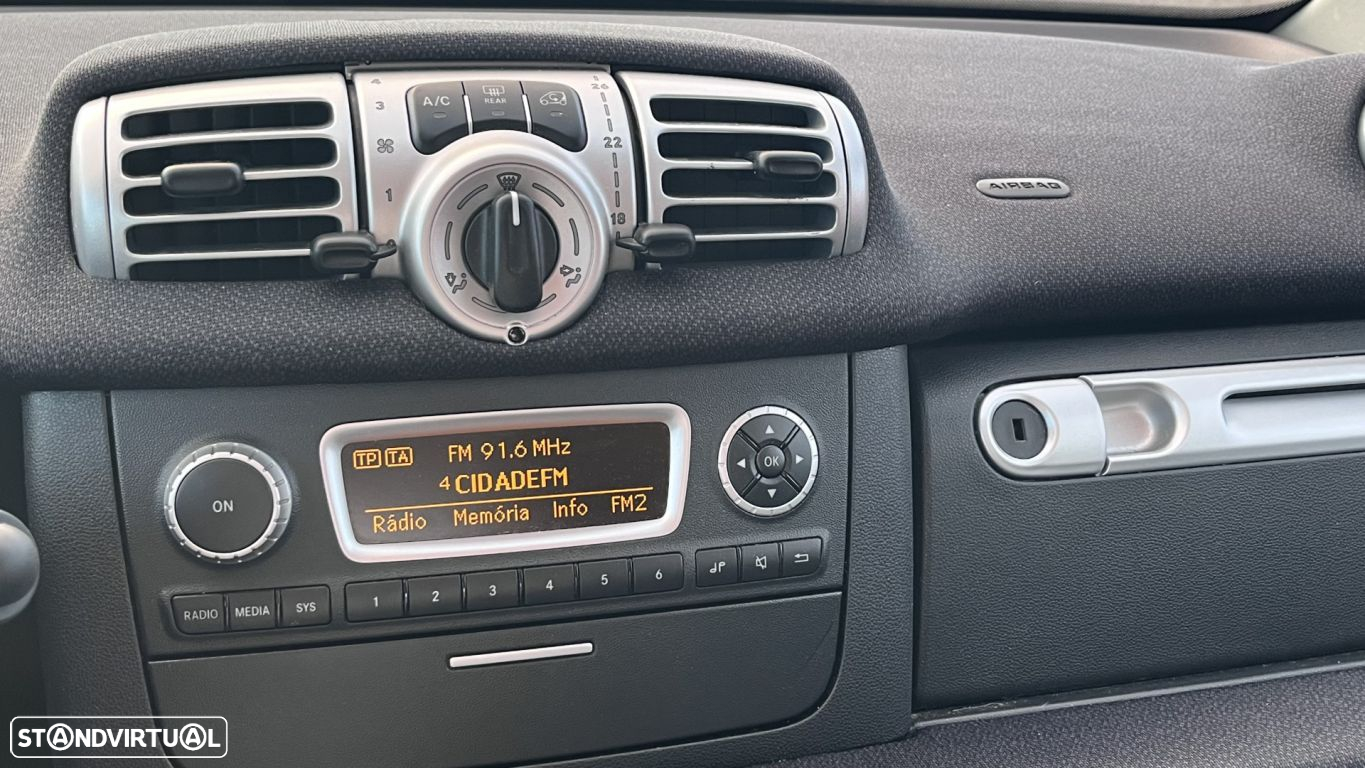 4
3
1
A/C
REAR
26
22
18
AIRBAG
ON
TP TA FM 91.6 MHz
4 CIDADEFM
Rádio Memória Info FM2
OK
RADIO MEDIA SYS 1 2 3 4 5 6
STANDVIRTUAL